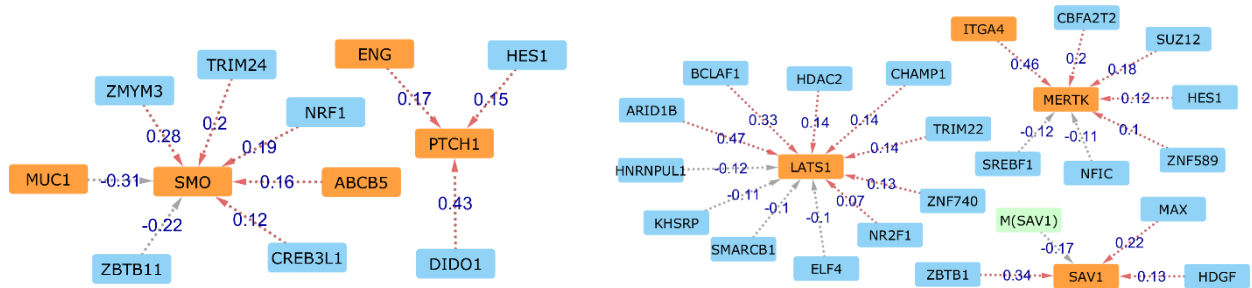 ENG
HES1
TRIM24
ZMYM3
0.17
0.15
NRF1
0.28
0.2
0.19
PTCH1
MUC1
-0.31
SMO
0.16
ABCB5
-0.22
0.12
0.43
ZBTB11
CREB3L1
DIDO1
ITGA4
CBFA2T2
SUZ12
BCLAF1
HDAC2
CHAMP1
0.46
0.2
0.18
ARID1B
0.33
0.14
0.14
MERTK
0.12
HES1
0.47
TRIM22
-0.12
-0.11
0.1
0.14
HNRNPUL1
-0.12
LATS1
SREBF1
NFIC
ZNF589
-0.11
-0.1
-0.1
0.07
0.13
ZNF740
KHSRP
SMARCB1
ELF4
NR2F1
M(SAV1)
MAX
-0.17
0.22
ZBTB1
0.34
SAV1
0.13
HDGF